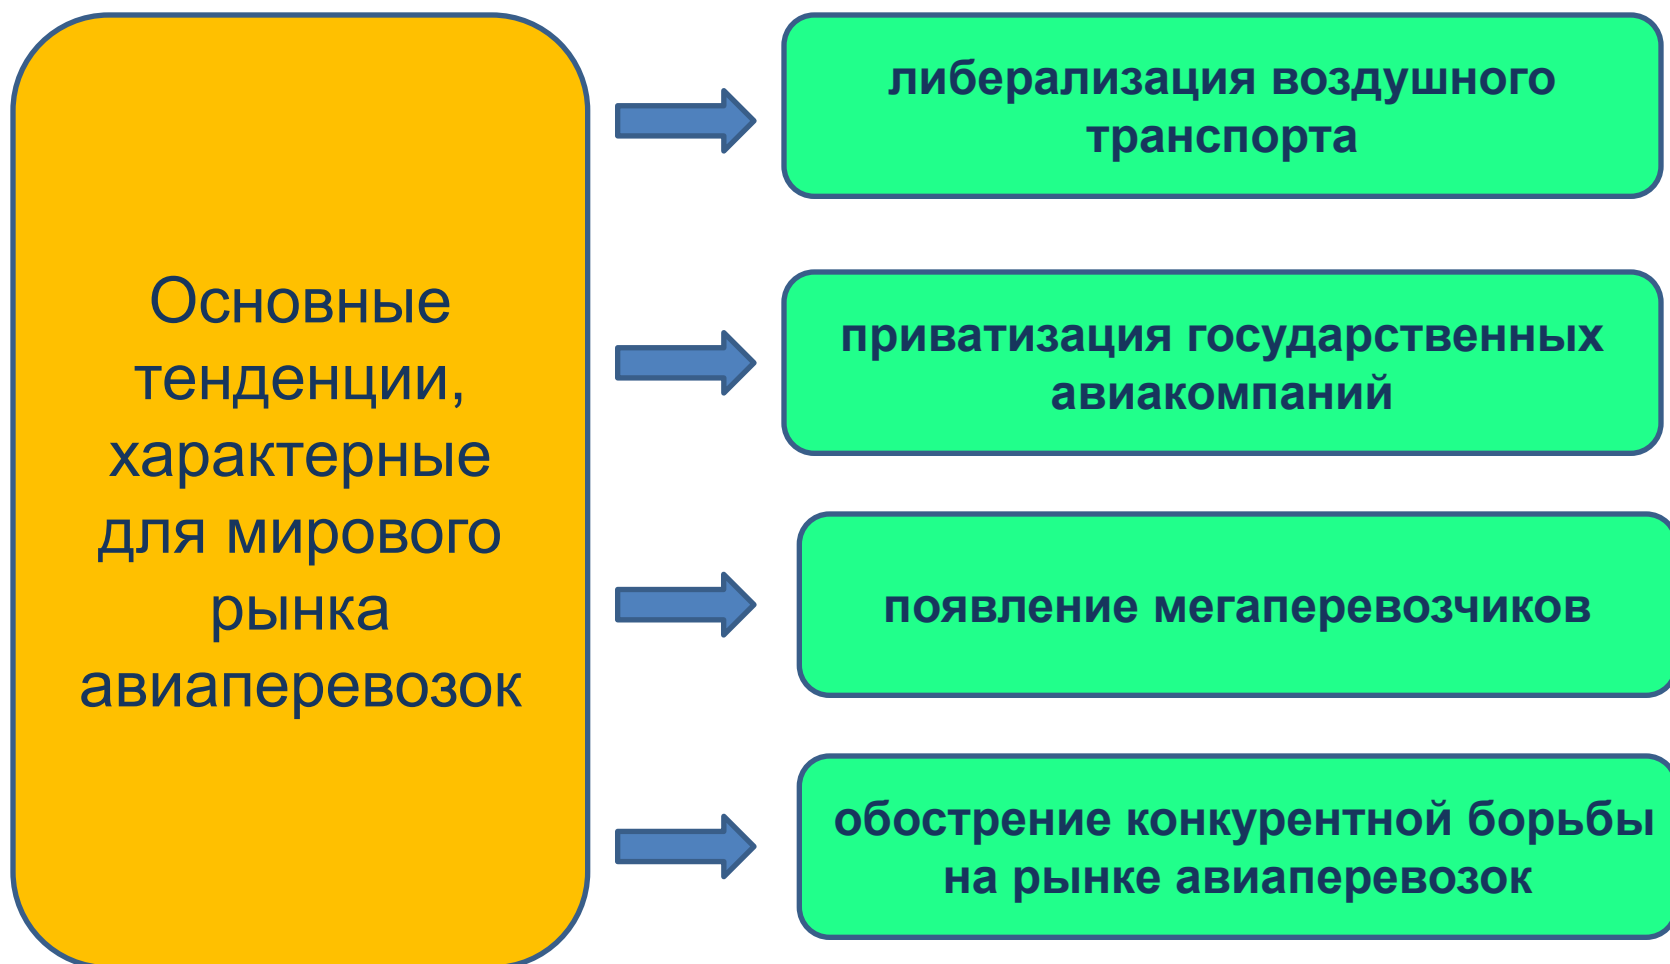 Основные
тенденции,
характерные
для мирового
рынка
авиаперевозок
либерализация воздушного
транспорта
приватизация государственных
авиакомпаний
появление мегаперевозчиков
обострение конкурентной борьбы
на рынке авиаперевозок